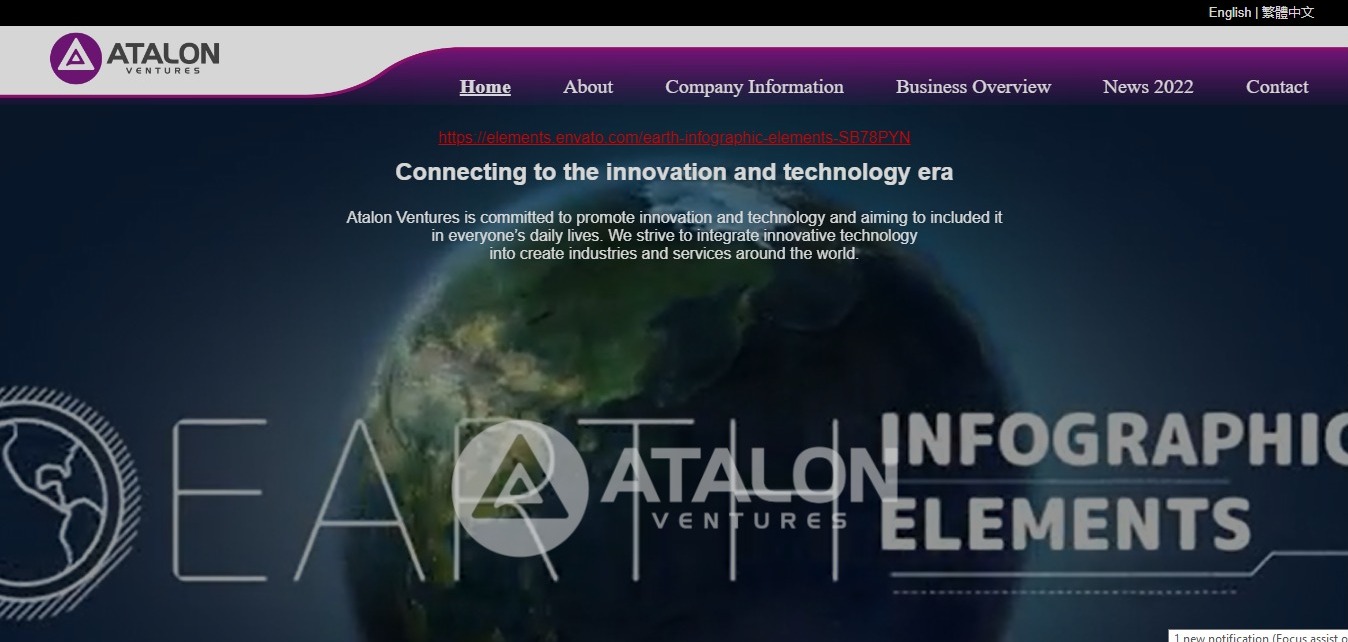 English | 繁體中文
ATALON
VENTURES
Home About Company Information Business Overview News 2022 Contact
https://elements.envato.com/earth-infographic-elements-SB78PYN
Connecting to the innovation and technology era
Atalon Ventures is committed to promote innovation and technology and aiming to included it
in everyone's daily lives. We strive to integrate innovative technology
into create industries and services around the world.
EARTH
INFOGRAPHIC
ELEMENTS
ATALON
VENTURES
1 new notification (Focus assist o